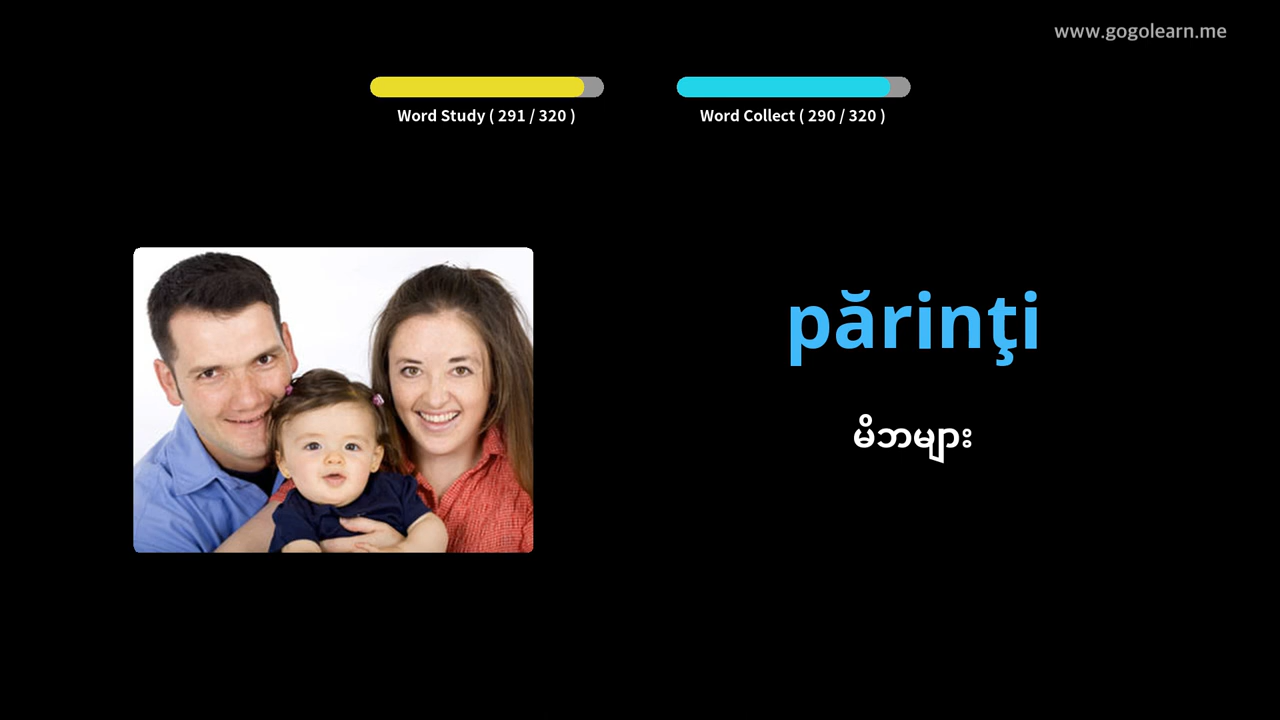 www.gogolearn.me
Word Study ( 291 / 320 )
Word Collect ( 290 / 320 )
părinţi
မိဘများ